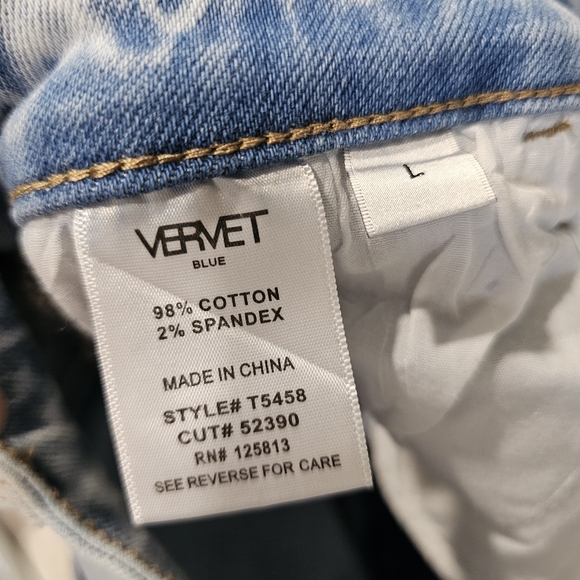 VERVET
BLUE
98% COTTON
2% SPANDEX
MADE IN CHINA
STYLE# T5458
CUT# 52390
RN# 125813
SEE REVERSE FOR CARE
L